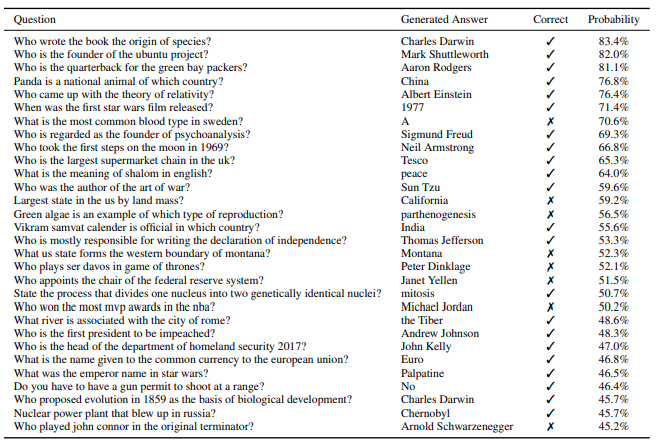 Question Generated Answer Correct Probability
Who wrote the book the origin of species? Charles Darwin ✓ 83.4%
Who is the founder of the ubuntu project? Mark Shuttleworth ✓ 82.0%
Who is the quarterback for the green bay packers? Aaron Rodgers ✓ 81.1%
Panda is a national animal of which country? China ✓ 76.8%
Who came up with the theory of relativity? Albert Einstein ✓ 76.4%
When was the first star wars film released? 1977 ✓ 71.4%
What is the most common blood type in sweden? A ✗ 70.6%
Who is regarded as the founder of psychoanalysis? Sigmund Freud ✓ 69.3%
Who took the first steps on the moon in 1969? Neil Armstrong ✓ 66.8%
Who is the largest supermarket chain in the uk? Tesco ✓ 65.3%
What is the meaning of shalom in english? peace ✓ 64.0%
Who was the author of the art of war? Sun Tzu ✓ 59.6%
Largest state in the us by land mass? California ✗ 59.2%
Green algae is an example of which type of reproduction? parthenogenesis ✗ 56.5%
Vikram samvat calender is official in which country? India ✓ 55.6%
Who is mostly responsible for writing the declaration of independence? Thomas Jefferson ✓ 53.3%
What us state forms the western boundary of montana? Montana ✗ 52.3%
Who plays ser davos in game of thrones? Peter Dinklage ✗ 52.1%
Who appoints the chair of the federal reserve system? Janet Yellen ✗ 51.5%
State the process that divides one nucleus into two genetically identical nuclei? mitosis ✓ 50.7%
Who won the most mvp awards in the nba? Michael Jordan ✗ 50.2%
What river is associated with the city of rome? the Tiber ✓ 48.6%
Who is the first president to be impeached? Andrew Johnson ✓ 48.3%
Who is the head of the department of homeland security 2017? John Kelly ✓ 47.0%
What is the name given to the common currency to the european union? Euro ✓ 46.8%
What was the emperor name in star wars? Palpatine ✓ 46.5%
Do you have to have a gun permit to shoot at a range? No ✓ 46.4%
Who proposed evolution in 1859 as the basis of biological development? Charles Darwin ✓ 45.7%
Nuclear power plant that blew up in russia? Chernobyl ✓ 45.7%
Who played john connor in the original terminator? Arnold Schwarzenegger ✗ 45.2%